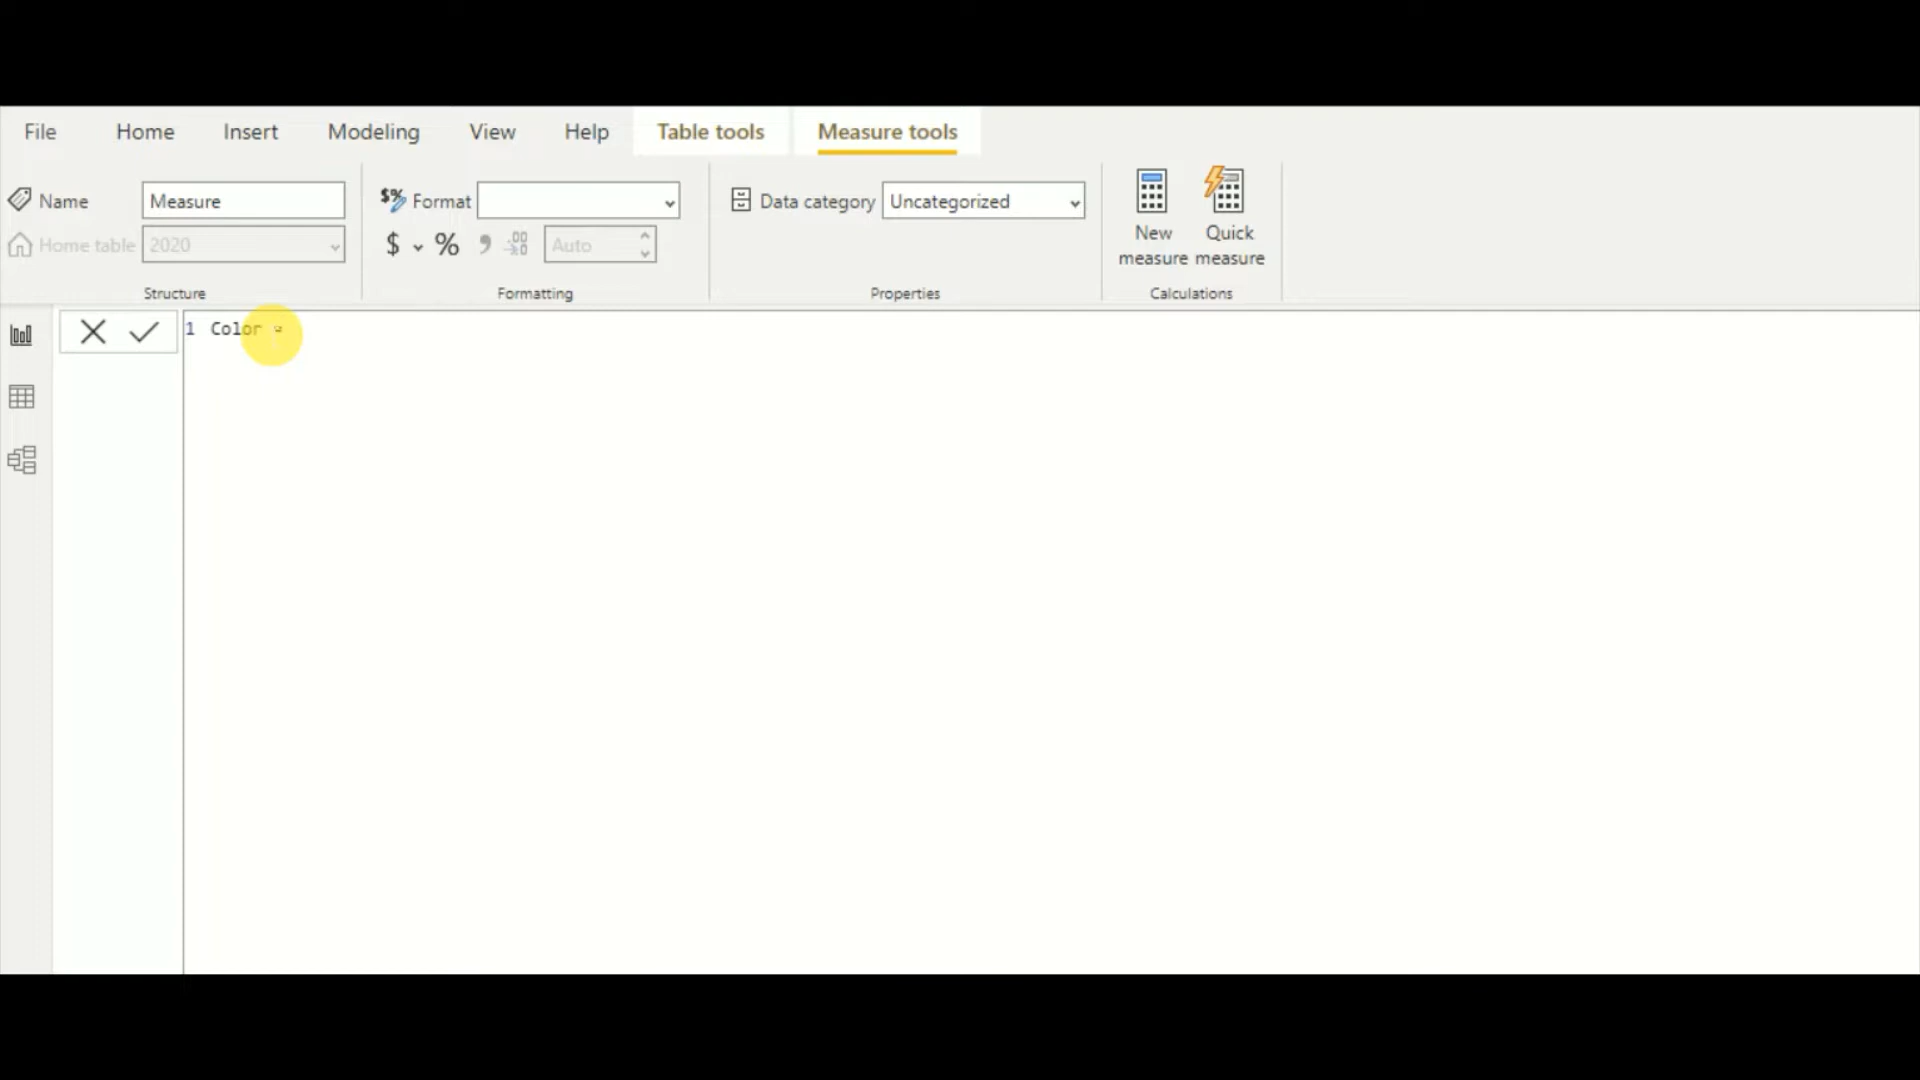 File Home Insert Modeling View Help Table tools Measure tools
Name Measure $% Format Data category Uncategorized
Home table 2020 $ % Auto
New measure
Quick measure
Structure Formatting Properties Calculations
1 Color =